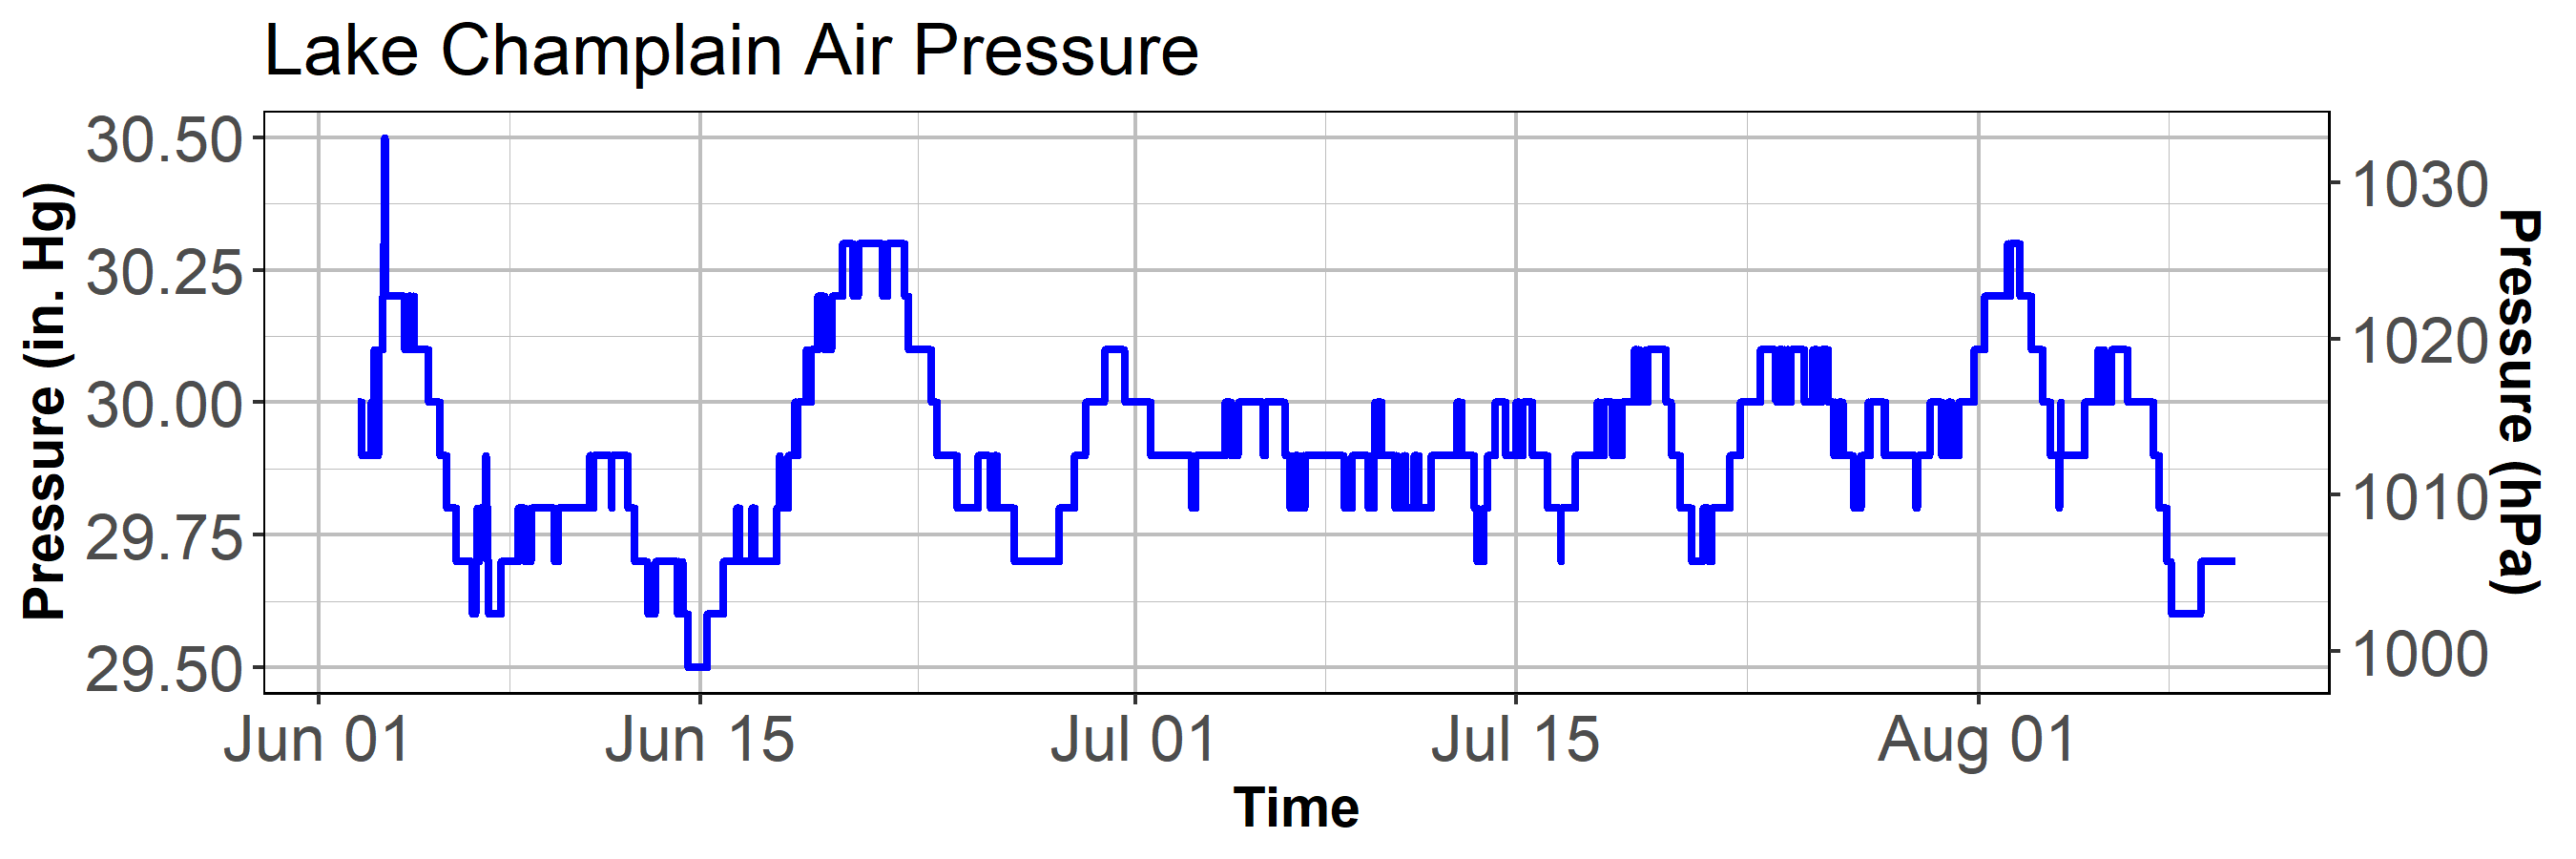 Lake Champlain Air Pressure
Pressure (in. Hg)
30.50
30.25
30.00
29.75
29.50
1030
1020
1010
1000
Pressure (hPa)
Jun 01 Jun 15 Jul 01 Jul 15 Aug 01
Time